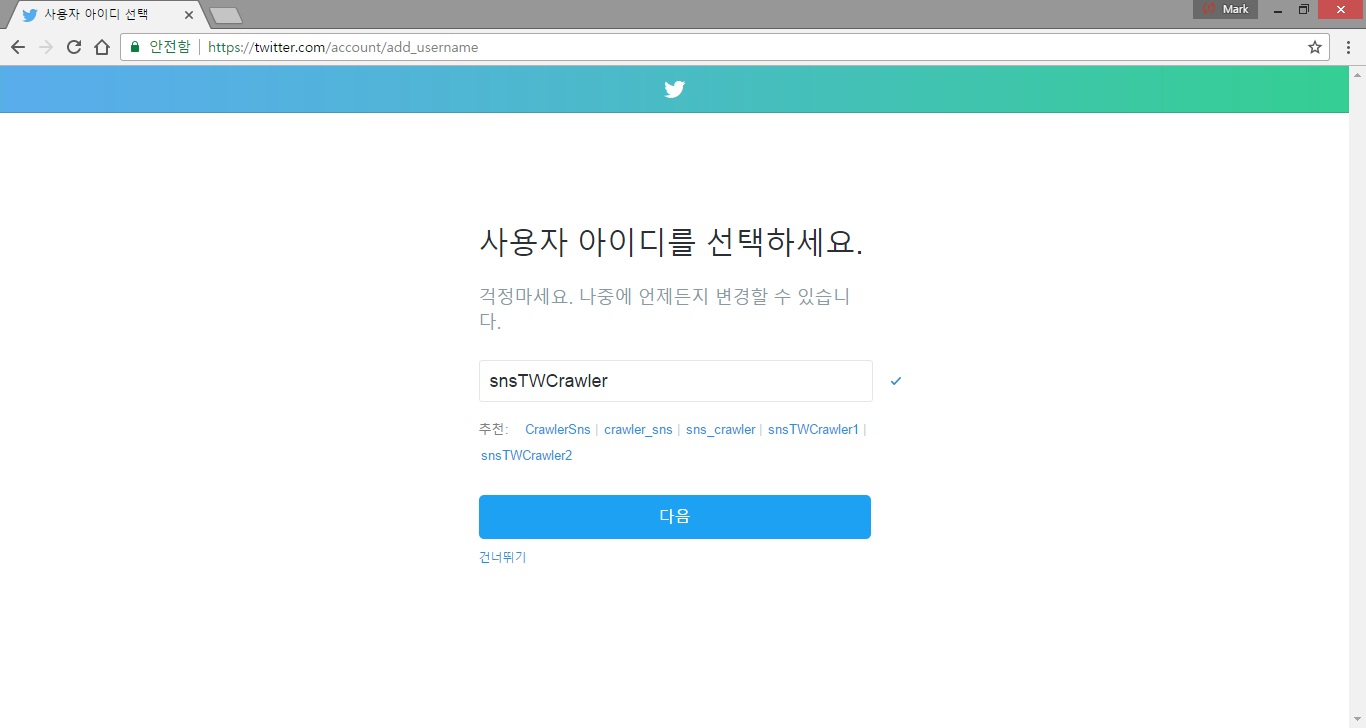 사용자 아이디 선택
Mark
안전함 https://twitter.com/account/add_username
사용자 아이디를 선택하세요.
걱정마세요. 나중에 언제든지 변경할 수 있습니
다.
snsTWCrawler
추천: CrawlerSns | crawler_sns | sns_crawler | snsTWCrawler1 |
snsTWCrawler2
다음
건너뛰기